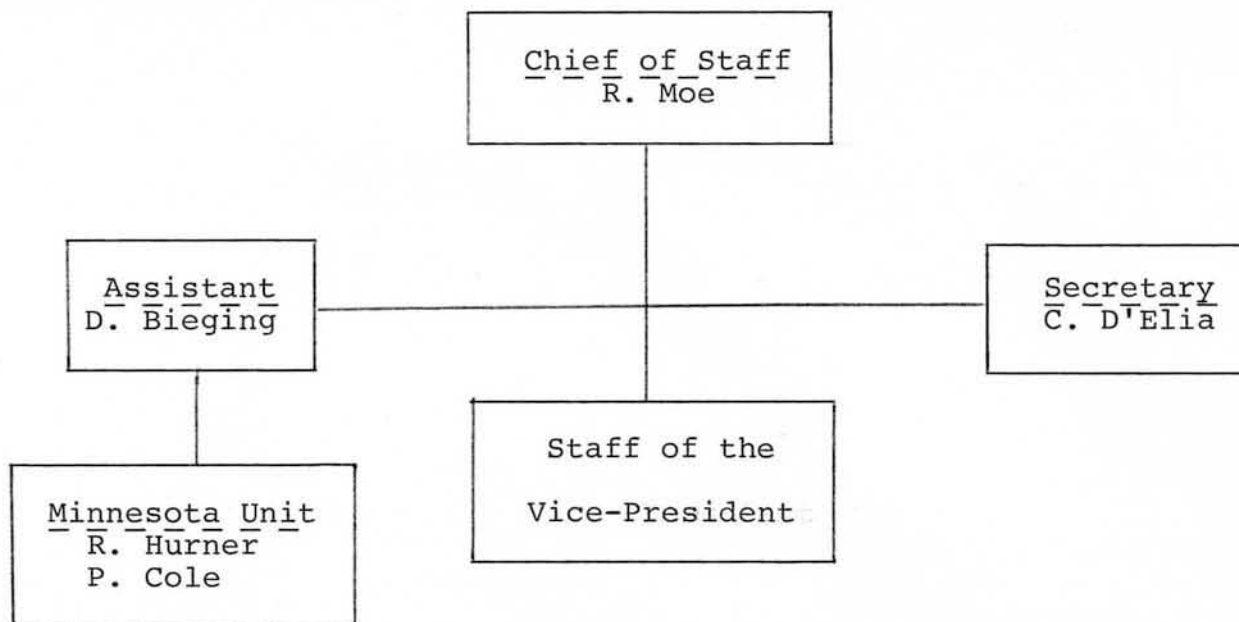 Chief of Staff
R. Moe
Assistant
D. Bieging
Secretary
C. D'Elia
Staff of the
Vice-President
Minnesota Unit
R. Hurner
P. Cole